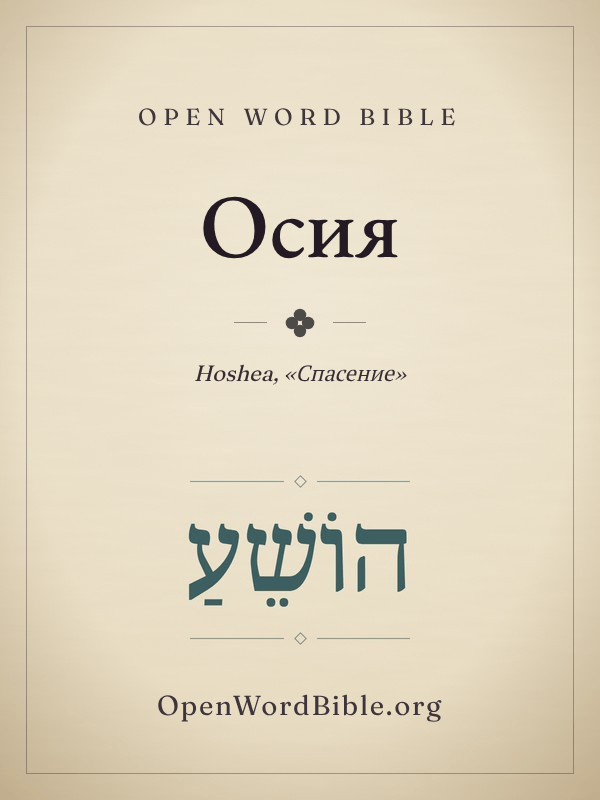 OPEN WORD BIBLE
Осия
Hoshea, «Спасение»
הוֹשֵׁעַ
OpenWordBible.org